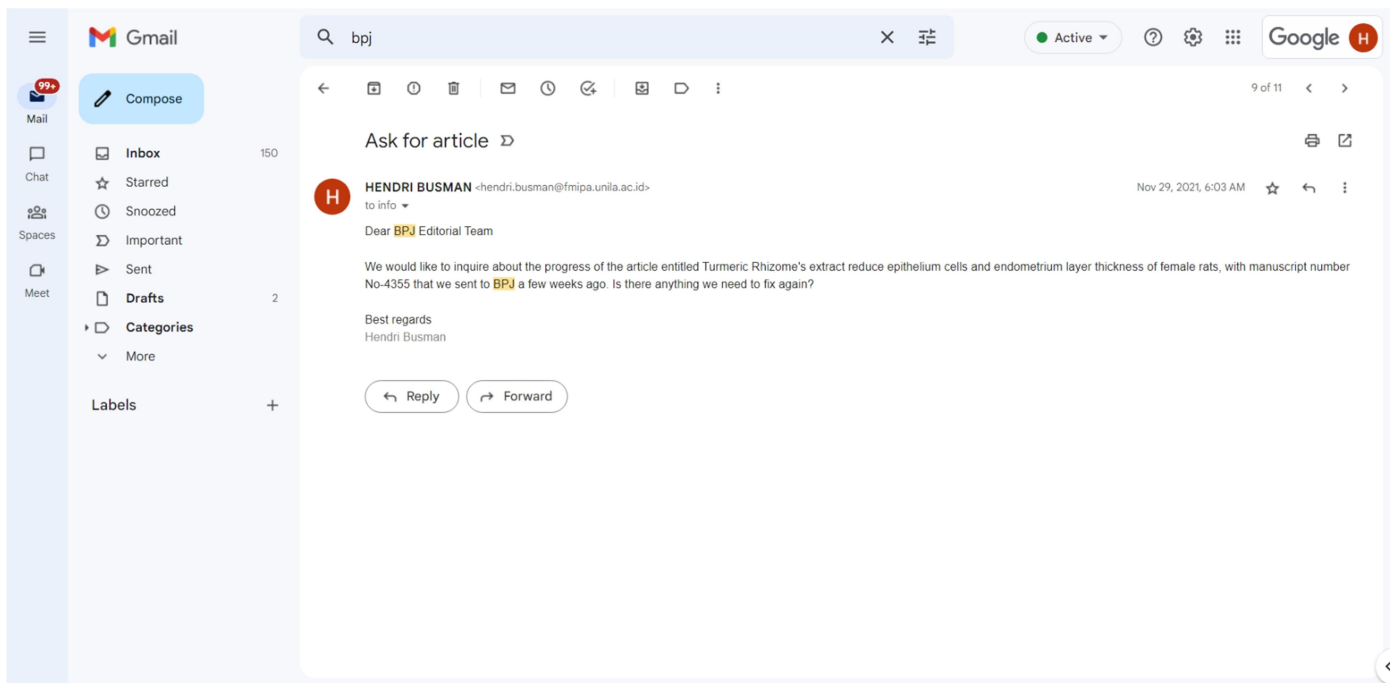 Gmail
bpj
Active
Google
H
99+
Mail
Compose
9 of 11
Ask for article
Chat
Inbox 150
Starred
Snoozed
Spaces
Important
Sent
Meet
Drafts 2
Categories
More
Labels
H
HENDRI BUSMAN <hendri.busman@fmipa.unila.ac.id>
Nov 29, 2021, 6:03 AM
to info
Dear BPJ Editorial Team
We would like to inquire about the progress of the article entitled Turmeric Rhizome's extract reduce epithelium cells and endometrium layer thickness of female rats, with manuscript number
No-4355 that we sent to BPJ a few weeks ago. Is there anything we need to fix again?
Best regards
Hendri Busman
Reply
Forward